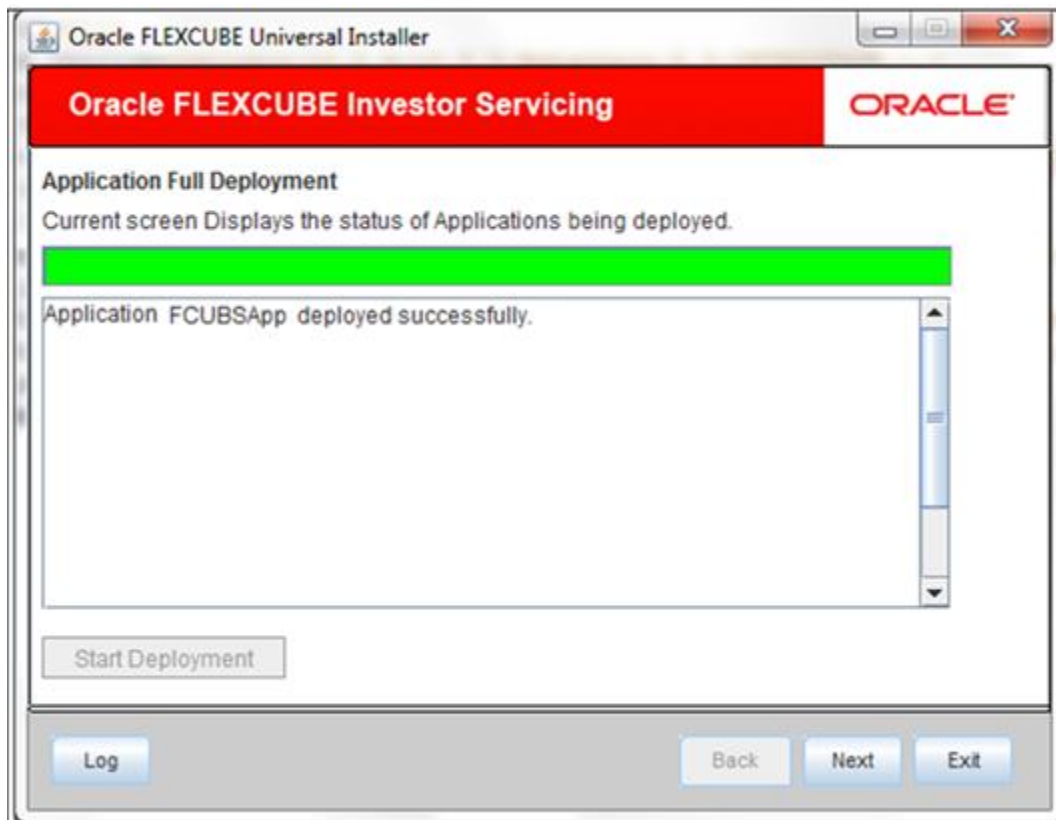 Oracle FLEXCUBE Universal Installer
Oracle FLEXCUBE Investor Servicing
ORACLE
Application Full Deployment
Current screen Displays the status of Applications being deployed.
Application FCUBSApp deployed successfully.
Start Deployment
Log Back Next Exit